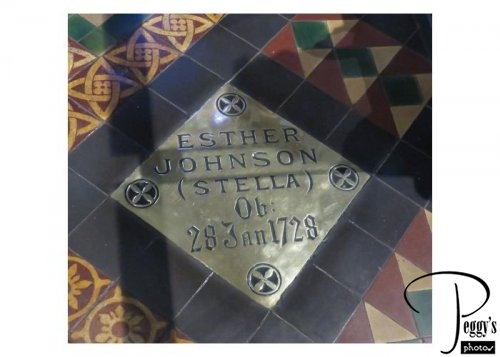 ESTHER
JOHNSON
(STELLA)
Ob:
28 Jan 1728
Peggy's
photos